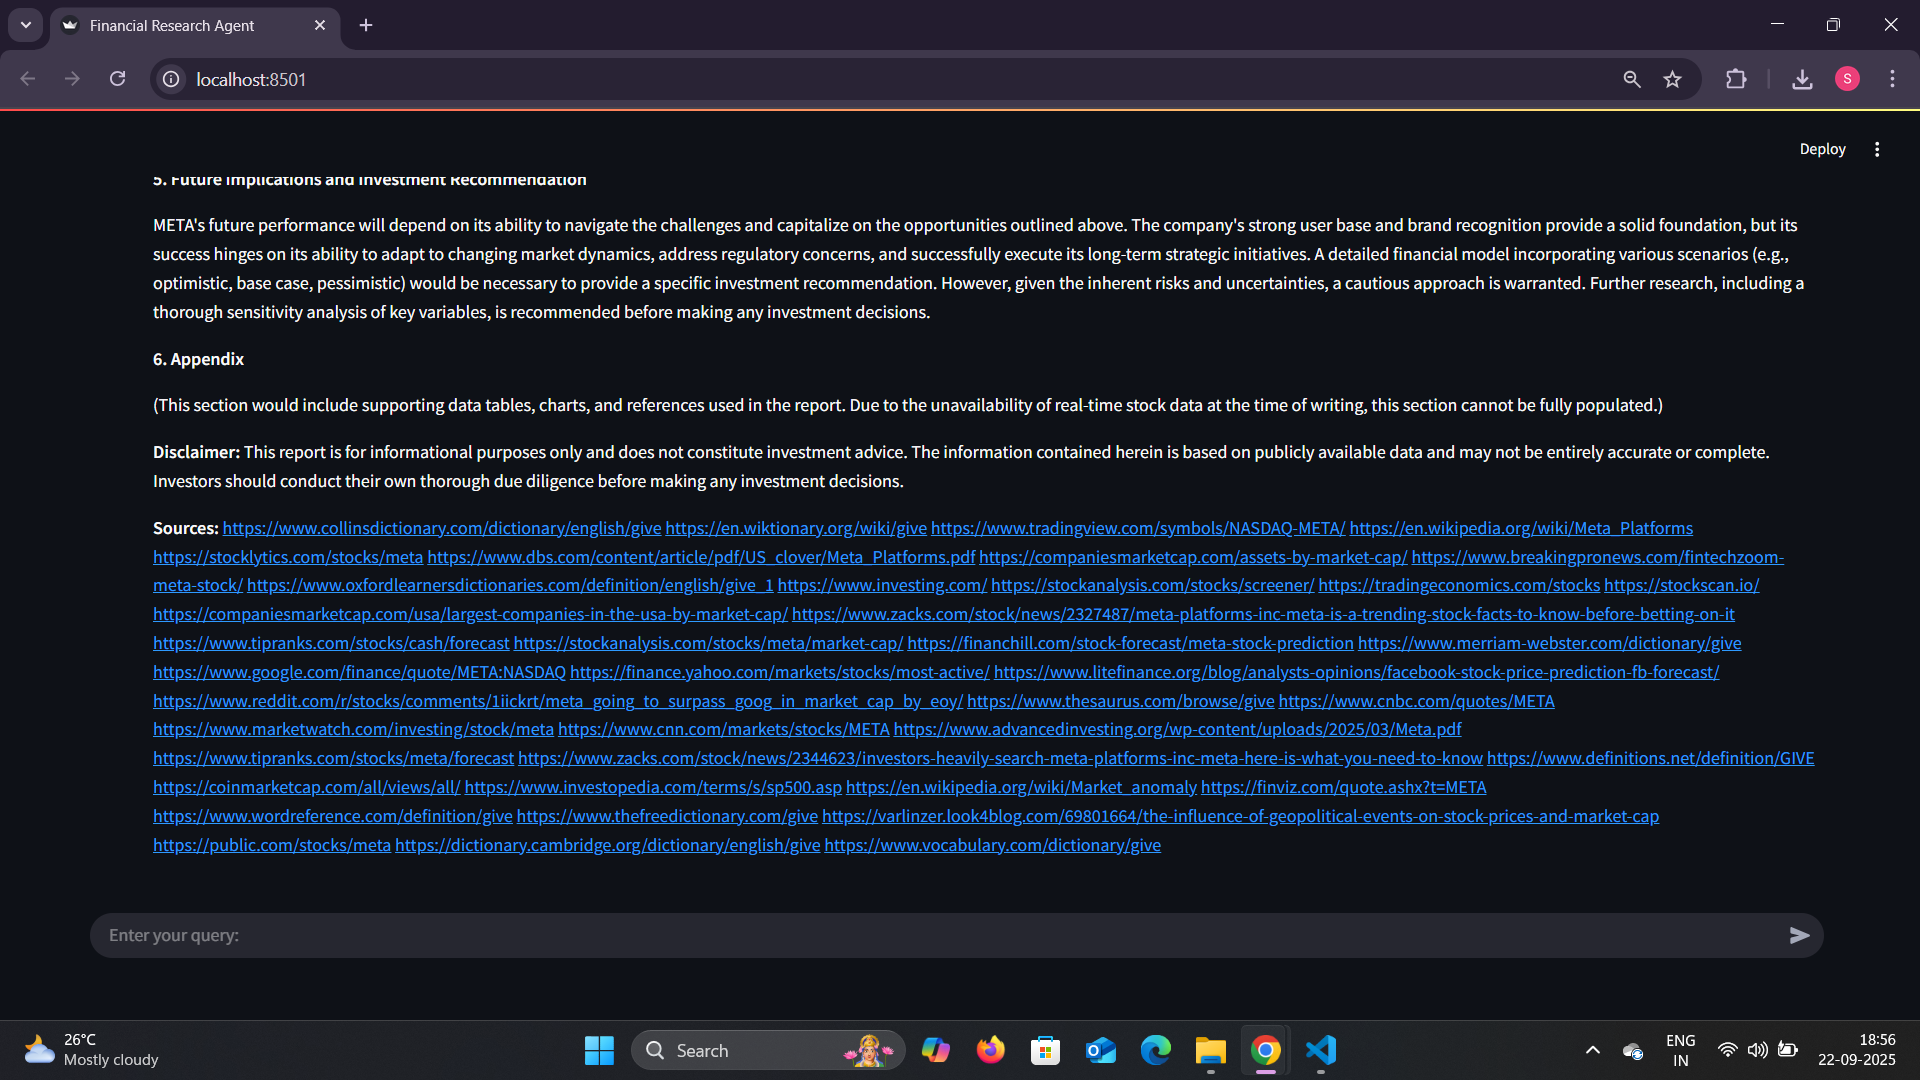 Financial Research Agent
localhost:8501
S
Deploy
5. Future Implications and Investment Recommendation
META's future performance will depend on its ability to navigate the challenges and capitalize on the opportunities outlined above. The company's strong user base and brand recognition provide a solid foundation, but its
success hinges on its ability to adapt to changing market dynamics, address regulatory concerns, and successfully execute its long-term strategic initiatives. A detailed financial model incorporating various scenarios (e.g.,
optimistic, base case, pessimistic) would be necessary to provide a specific investment recommendation. However, given the inherent risks and uncertainties, a cautious approach is warranted. Further research, including a
thorough sensitivity analysis of key variables, is recommended before making any investment decisions.
6. Appendix
(This section would include supporting data tables, charts, and references used in the report. Due to the unavailability of real-time stock data at the time of writing, this section cannot be fully populated.)
Disclaimer: This report is for informational purposes only and does not constitute investment advice. The information contained herein is based on publicly available data and may not be entirely accurate or complete.
Investors should conduct their own thorough due diligence before making any investment decisions.
Sources: https://www.collinsdictionary.com/dictionary/english/give https://en.wiktionary.org/wiki/give https://www.tradingview.com/symbols/NASDAQ-META/ https://en.wikipedia.org/wiki/Meta_Platforms
https://stocklytics.com/stocks/meta https://www.dbs.com/content/article/pdf/US_clover/Meta_Platforms.pdf https://companiesmarketcap.com/assets-by-market-cap/ https://www.breakingpronews.com/fintechzoom-
meta-stock/ https://www.oxfordlearnersdictionaries.com/definition/english/give_1 https://www.investing.com/ https://stockanalysis.com/stocks/screener/ https://tradingeconomics.com/stocks https://stockscan.io/
https://companiesmarketcap.com/usa/largest-companies-in-the-usa-by-market-cap/ https://www.zacks.com/stock/news/2327487/meta-platforms-inc-meta-is-a-trending-stock-facts-to-know-before-betting-on-it
https://www.tipranks.com/stocks/cash/forecast https://stockanalysis.com/stocks/meta/market-cap/ https://financhill.com/stock-forecast/meta-stock-prediction https://www.merriam-webster.com/dictionary/give
https://www.google.com/finance/quote/META:NASDAQ https://finance.yahoo.com/markets/stocks/most-active/ https://www.litefinance.org/blog/analysts-opinions/facebook-stock-price-prediction-fb-forecast/
https://www.reddit.com/r/stocks/comments/1iickrt/meta_going_to_surpass_goog_in_market_cap_by_eoy/ https://www.thesaurus.com/browse/give https://www.cnbc.com/quotes/META
https://www.marketwatch.com/investing/stock/meta https://www.cnn.com/markets/stocks/META https://www.advancedinvesting.org/wp-content/uploads/2025/03/Meta.pdf
https://www.tipranks.com/stocks/meta/forecast https://www.zacks.com/stock/news/2344623/investors-heavily-search-meta-platforms-inc-meta-here-is-what-you-need-to-know https://www.definitions.net/definition/GIVE
https://coinmarketcap.com/all/views/all/ https://www.investopedia.com/terms/s/sp500.asp https://en.wikipedia.org/wiki/Market_anomaly https://finviz.com/quote.ashx?t=META
https://www.wordreference.com/definition/give https://www.thefreedictionary.com/give https://varlinzer.look4blog.com/69801664/the-influence-of-geopolitical-events-on-stock-prices-and-market-cap
https://public.com/stocks/meta https://dictionary.cambridge.org/dictionary/english/give https://www.vocabulary.com/dictionary/give
Enter your query:
26°C
Mostly cloudy
Search
ENG
IN
18:56
22-09-2025